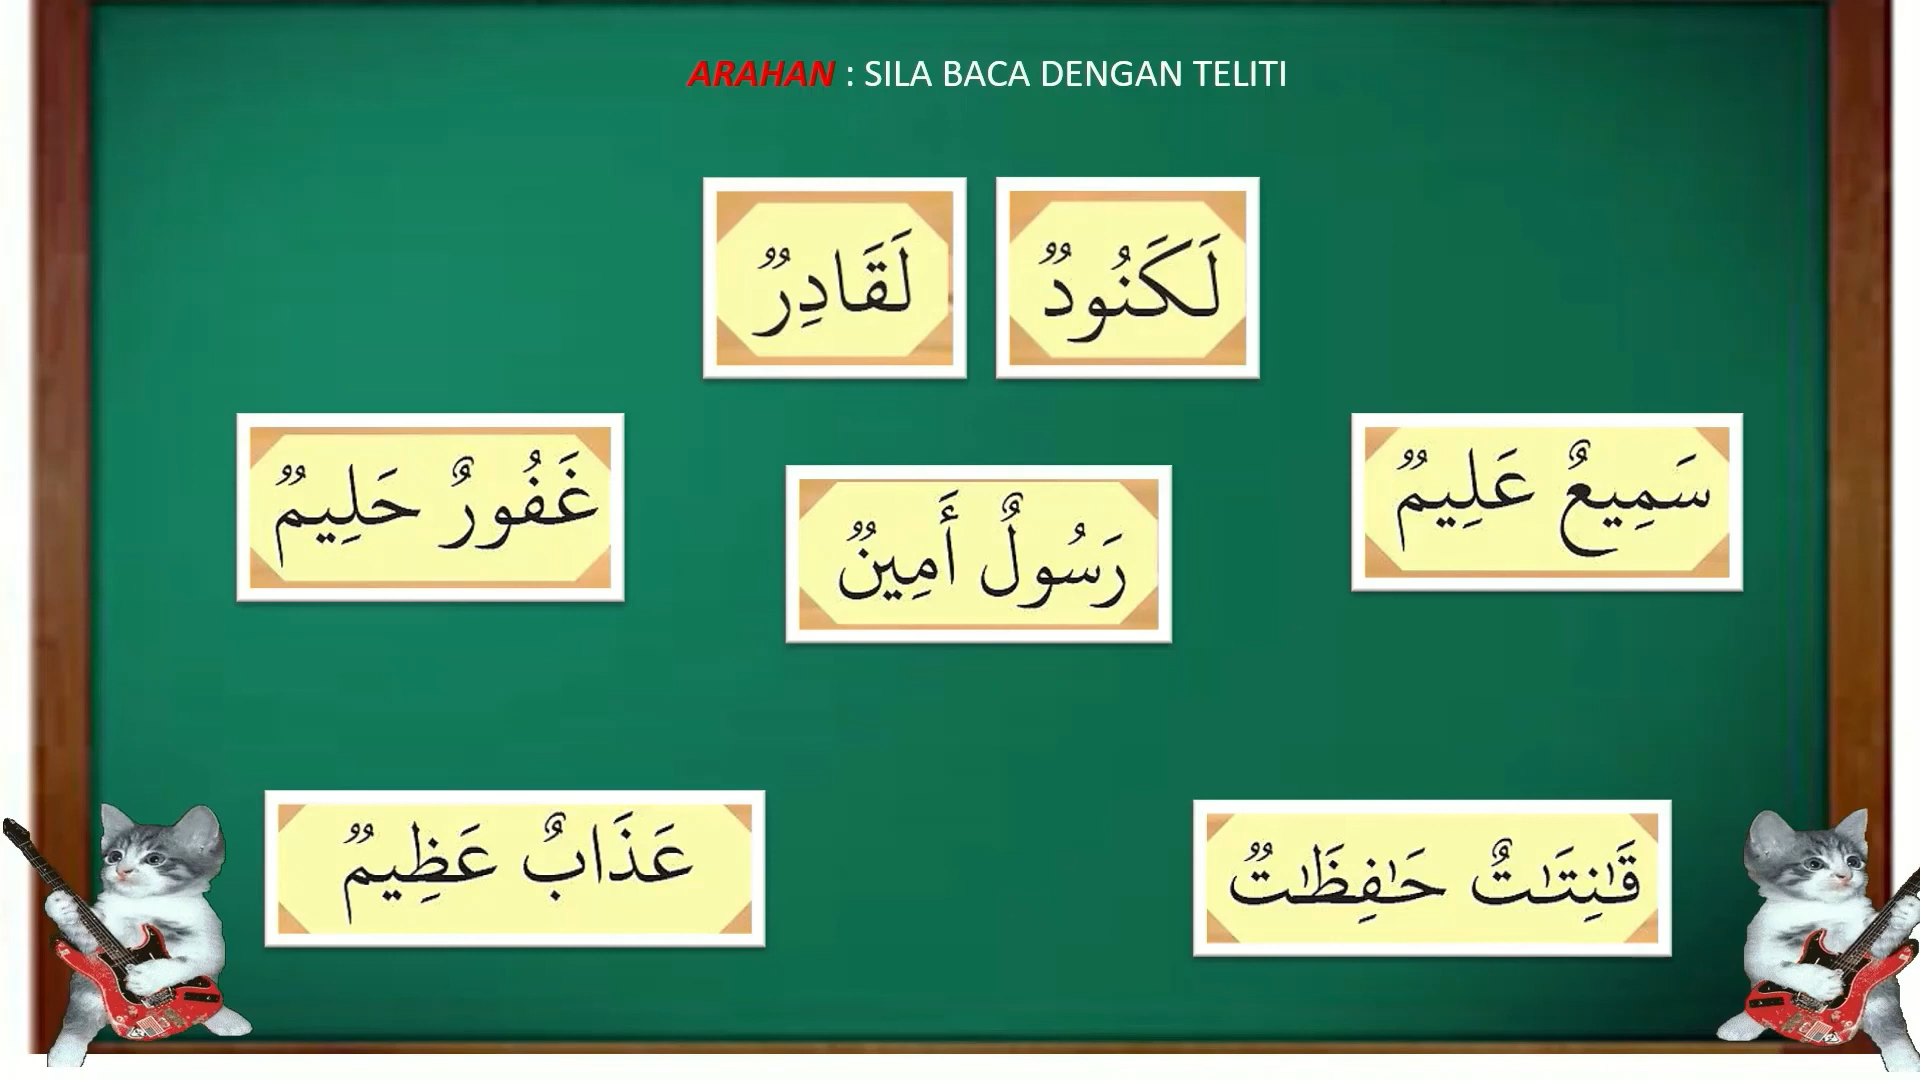 ARAHAN : SILA BACA DENGAN TELITI
لَكَنُودٌ
لَقَادِرٌ
سَمِيعٌ عَلِيمٌ
رَسُولٌ أَمِينٌ
غَفُورٌ حَلِيمٌ
قَـٰنِتَـٰتٌ حَـٰفِظَـٰتٌ
عَذَابٌ عَظِيمٌ